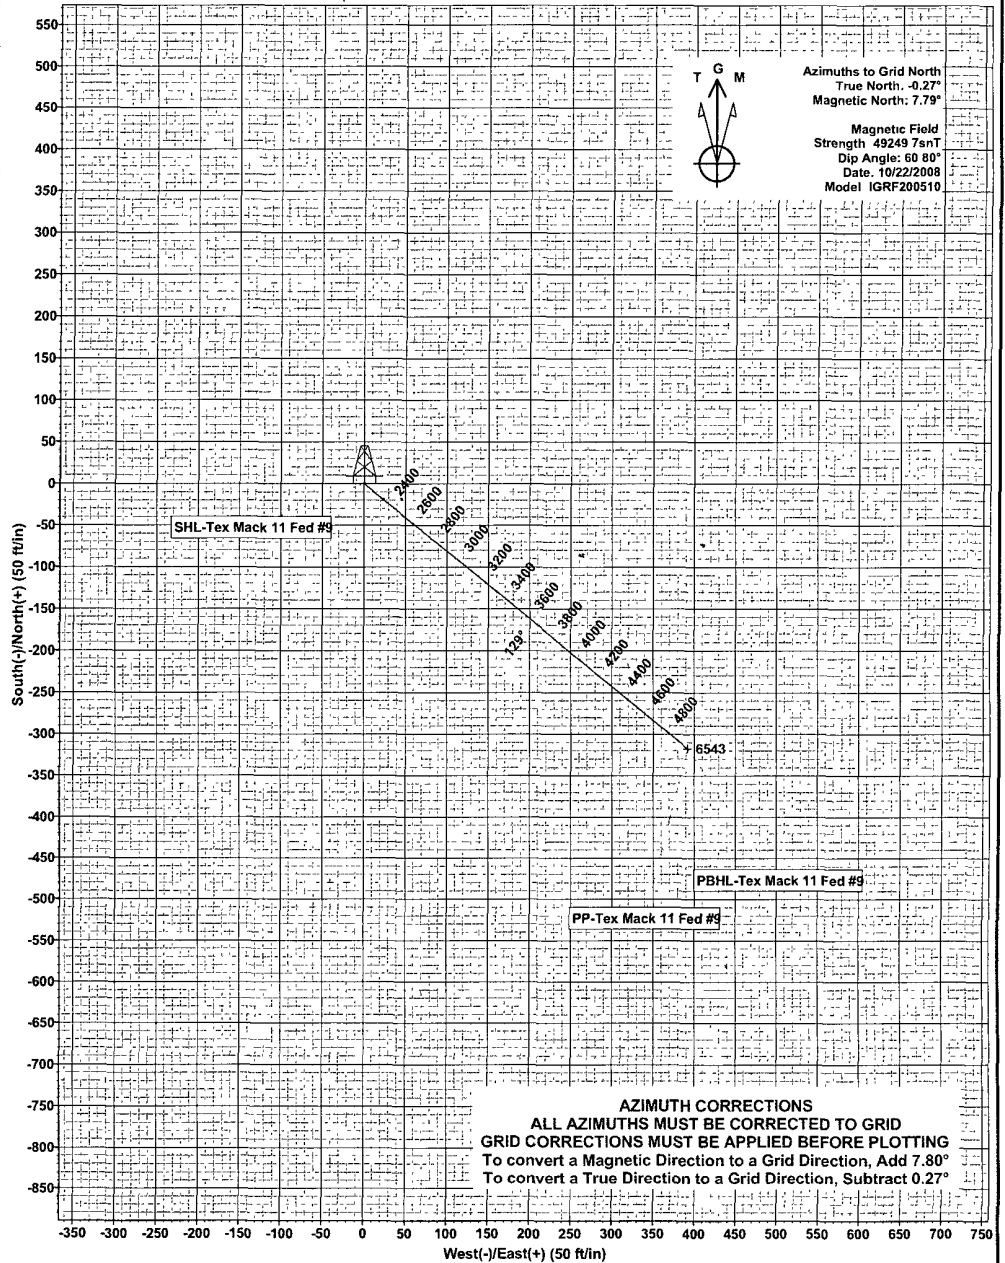 T G M
Azimuths to Grid North
True North. -0.27°
Magnetic North: 7.79°
Magnetic Field
Strength 49249 7snT
Dip Angle: 60 80°
Date. 10/22/2008
Model IGRF200510
550
500
450
400
350
300
250
200
150
100
50
0
-50
-100
-150
-200
-250
-300
-350
-400
-450
-500
-550
-600
-650
-700
-750
-800
-850
South(-)/North(+) (50 ft/in)
SHL-Tex Mack 11 Fed #9
2400
2600
2800
3000
3200
3400
3600
3800
4000
4200
4400
4600
4800
129°
6543
PBHL-Tex Mack 11 Fed #9
PP-Tex Mack 11 Fed #9
AZIMUTH CORRECTIONS
ALL AZIMUTHS MUST BE CORRECTED TO GRID
GRID CORRECTIONS MUST BE APPLIED BEFORE PLOTTING
To convert a Magnetic Direction to a Grid Direction, Add 7.80°
To convert a True Direction to a Grid Direction, Subtract 0.27°
-350 -300 -250 -200 -150 -100 -50 0 50 100 150 200 250 300 350 400 450 500 550 600 650 700 750
West(-)/East(+) (50 ft/in)